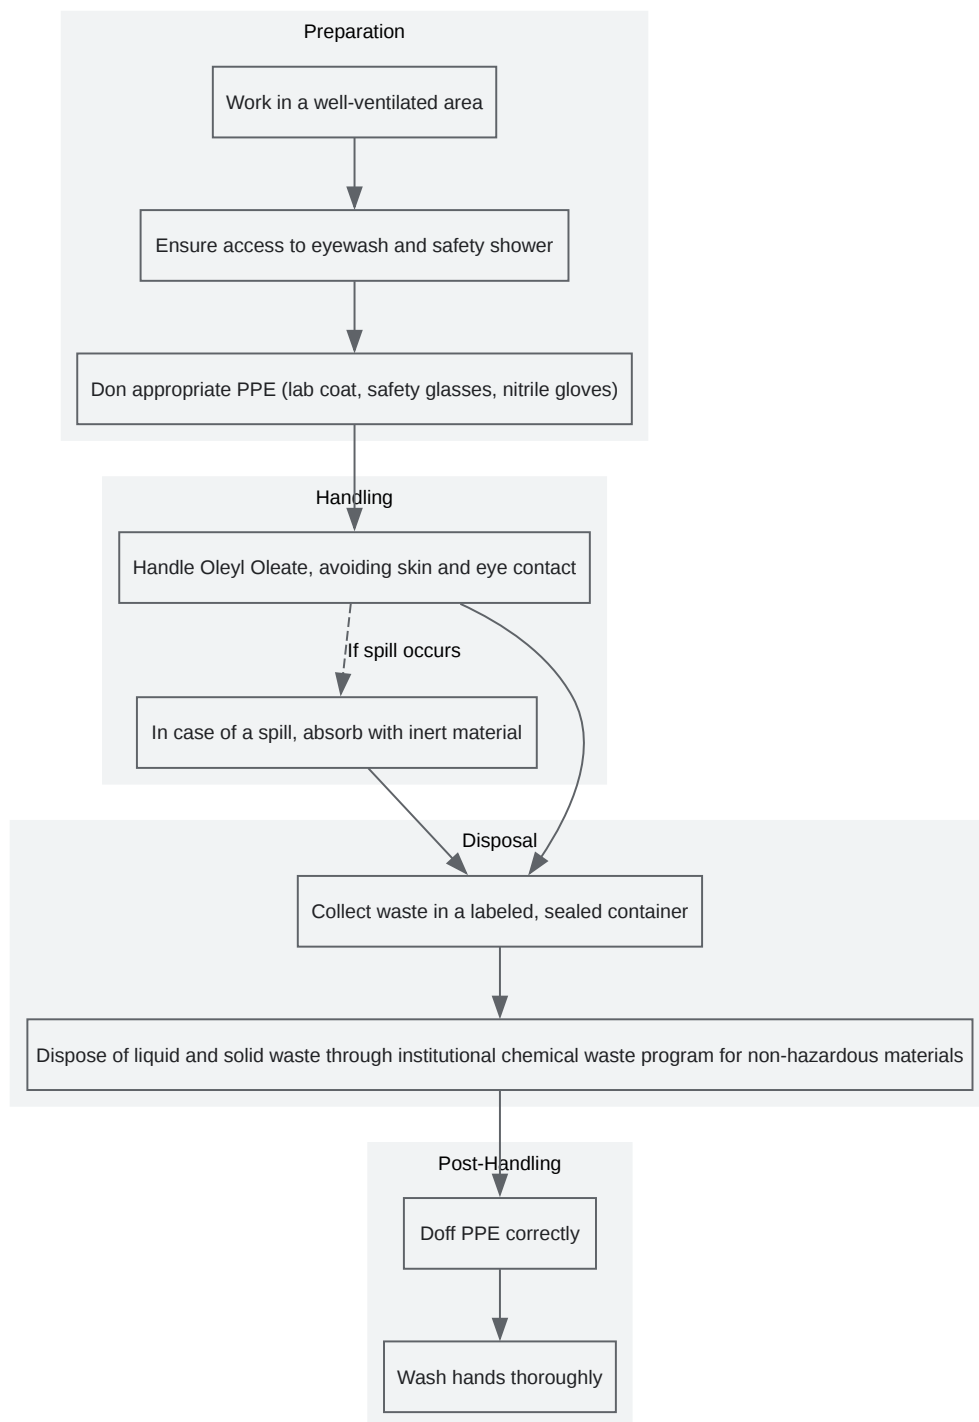 Preparation
Work in a well-ventilated area
Ensure access to eyewash and safety shower
Don appropriate PPE (lab coat, safety glasses, nitrile gloves)
Handling
Handle Oleyl Oleate, avoiding skin and eye contact
If spill occurs
In case of a spill, absorb with inert material
Disposal
Collect waste in a labeled, sealed container
Dispose of liquid and solid waste through institutional chemical waste program for non-hazardous materials
Post-Handling
Doff PPE correctly
Wash hands thoroughly